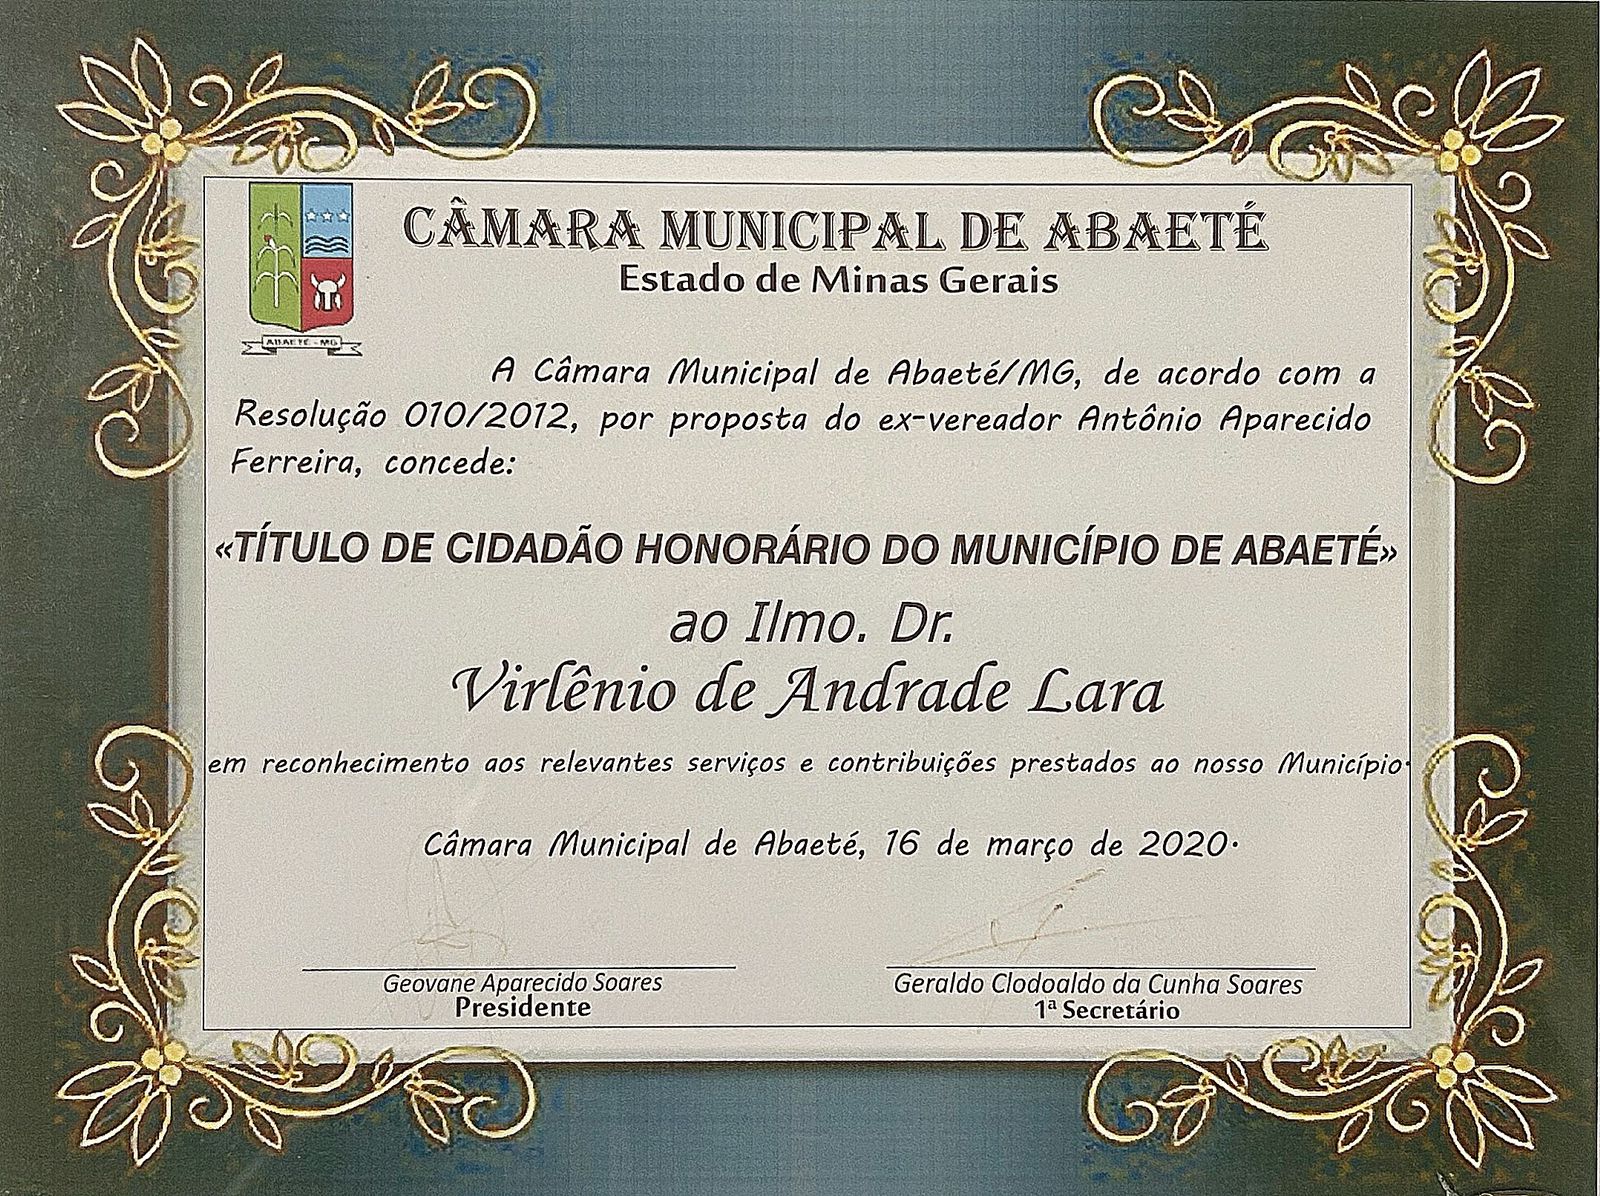 CÂMARA MUNICIPAL DE ABAETÉ
Estado de Minas Gerais
ABAETÉ - MG
A Câmara Municipal de Abaeté/MG, de acordo com a
Resolução 010/2012, por proposta do ex-vereador Antônio Aparecido
Ferreira, concede:
«TÍTULO DE CIDADÃO HONORÁRIO DO MUNICÍPIO DE ABAETÉ»
ao Ilmo. Dr.
Virlênio de Andrade Lara
em reconhecimento aos relevantes serviços e contribuições prestados ao nosso Município.
Câmara Municipal de Abaeté, 16 de março de 2020.
Geovane Aparecido Soares
Presidente
Geraldo Clodoaldo da Cunha Soares
1ª Secretário